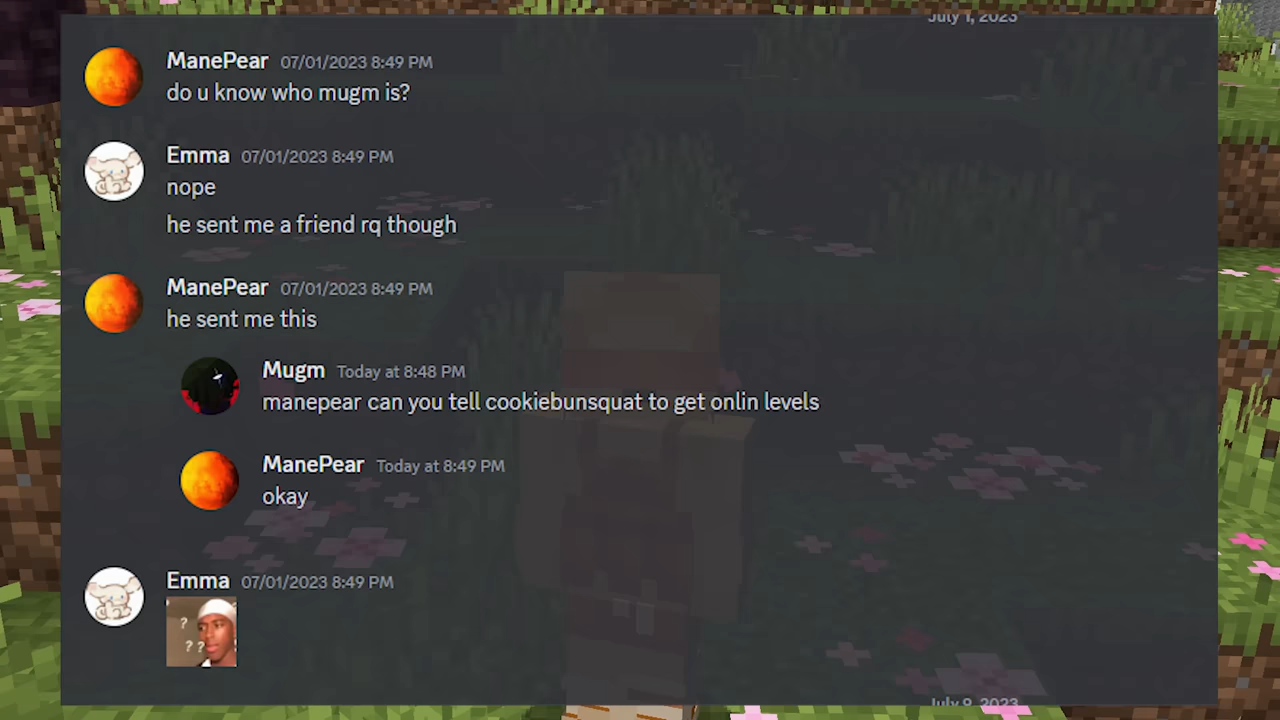 July 1, 2023
ManePear 07/01/2023 8:49 PM
do u know who mugm is?
Emma 07/01/2023 8:49 PM
nope
he sent me a friend rq though
ManePear 07/01/2023 8:49 PM
he sent me this
Mugm Today at 8:48 PM
manepear can you tell cookiebunsquat to get onlin levels
ManePear Today at 8:49 PM
okay
Emma 07/01/2023 8:49 PM
?
? ?
July 9, 2023